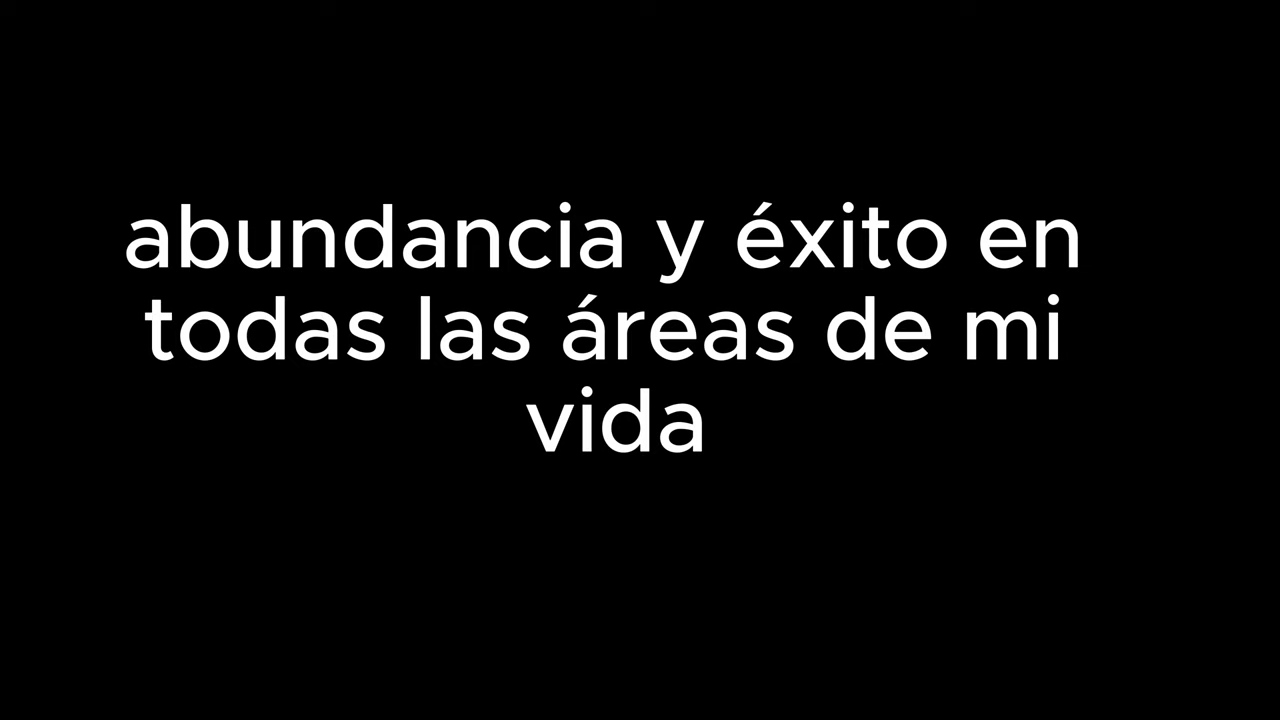 abundancia y éxito en
todas las áreas de mi
vida